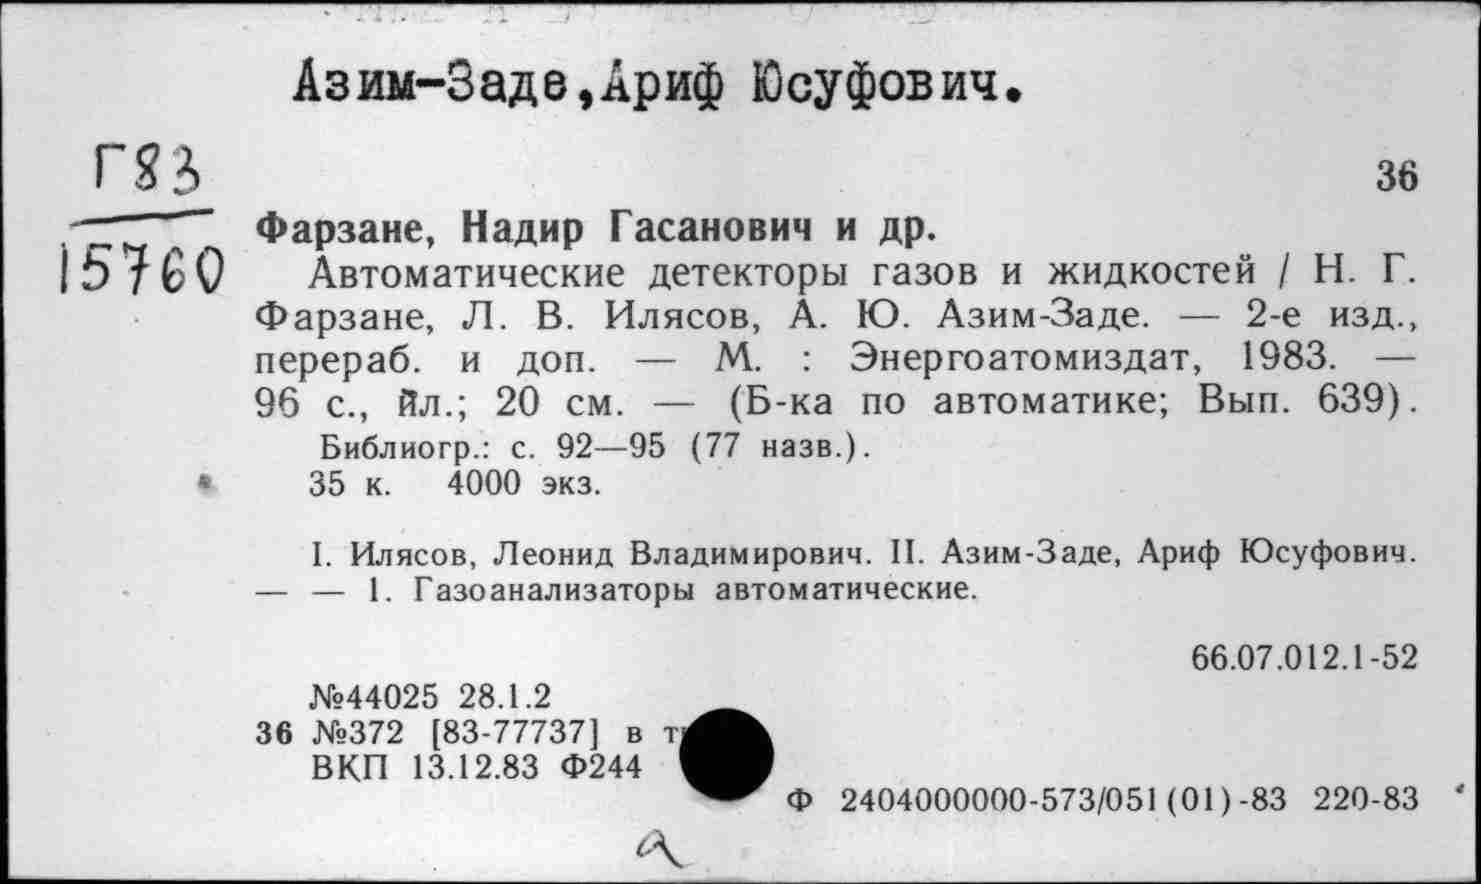 Азим-Заде,Ариф Юсуфович.
Г83
15760
36
Фарзане, Надир Гасанович и др.
Автоматические детекторы газов и жидкостей / Н. Г.
Фарзане, Л. В. Илясов, А. Ю. Азим-Заде. — 2-е изд.,
перераб. и доп. — М. : Энергоатомиздат, 1983. —
96 с., ил.; 20 см. — (Б-ка по автоматике; Вып. 639).
Библиогр.: с. 92—95 (77 назв.).
35 к. 4000 экз.
I. Илясов, Леонид Владимирович. II. Азим-Заде, Ариф Юсуфович.
— — 1. Газоанализаторы автоматические.
66.07.012.1-52
№44025 28.1.2
36 №372 [83-77737] в
ВКП 13.12.83 Ф244
Ф 2404000000-573/051(01)-83 220-83